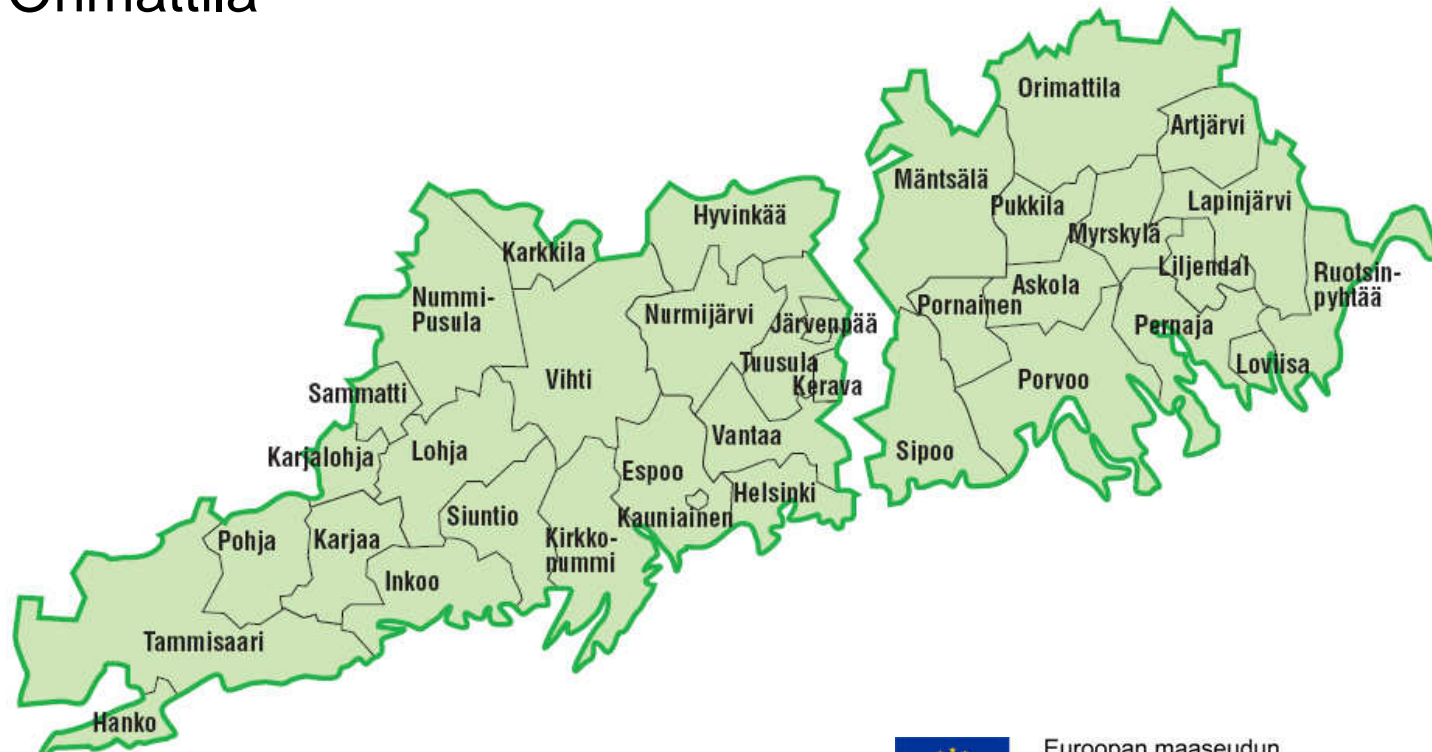 Orimattila
Orimattila
Artjärvi
Mäntsälä
Pukkila
Lapinjärvi
Hyvinkää
Myrskylä
Karkkila
Liljendal
Ruotsin-
pyhtää
Askola
Nummi-
Pusula
Pornainen
Nurmijärvi
Järvenpää
Pernaja
Tuusula
Loviisa
Vihti
Kerava
Porvoo
Sammatti
Vantaa
Karjalohja
Lohja
Sipoo
Espoo
Helsinki
Siuntio
Kauniainen
Pohja
Karjaa
Kirkko-
nummi
Inkoo
Tammisaari
Hanko
Euroopan maaseudun